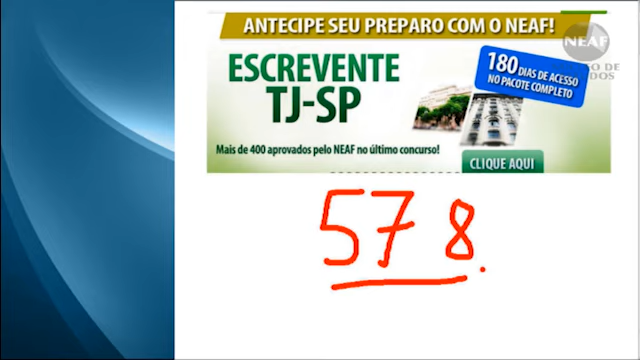 ANTECIPE SEU PREPARO COM O NEAF!
NEAF
ESCREVENTE
TJ-SP
180 DIAS DE ACESSO
NO PACOTE COMPLETO
Mais de 400 aprovados pelo NEAF no último concurso!
CLIQUE AQUI
578.